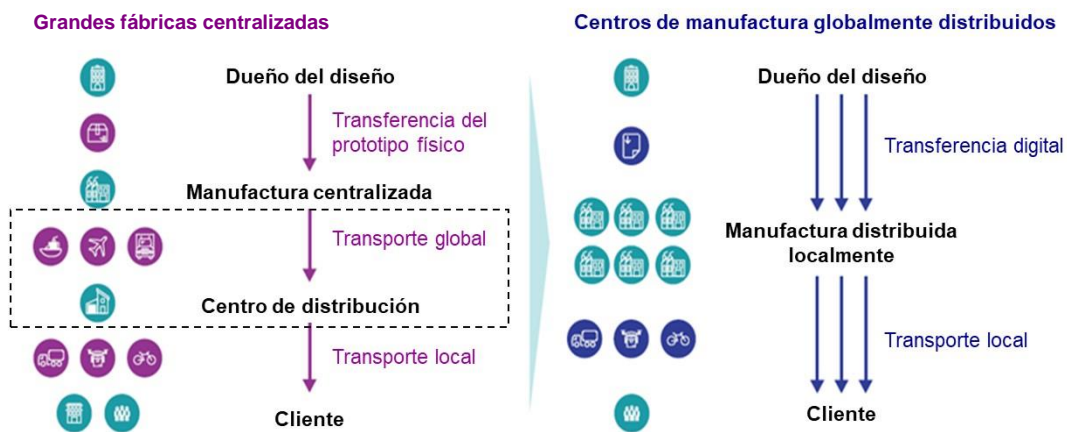 Grandes fábricas centralizadas
Dueño del diseño
Transferencia del
prototipo físico
Manufactura centralizada
Transporte global
Centro de distribución
Transporte local
Cliente
Centros de manufactura globalmente distribuidos
Dueño del diseño
Transferencia digital
Manufactura distribuida
localmente
Transporte local
Cliente